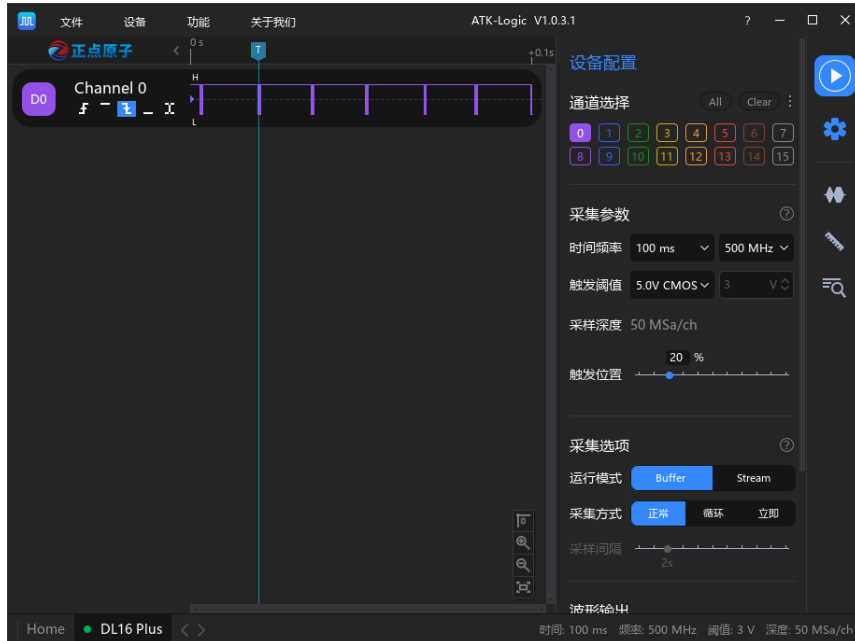 文件 设备 功能 关于我们 ATK-Logic V1.0.3.1
正点原子 0 s T +0.1s
设备配置
D0 Channel 0 H L
通道选择 All Clear
0 1 2 3 4 5 6 7
8 9 10 11 12 13 14 15
采集参数
时间频率 100 ms 500 MHz
触发阈值 5.0V CMOS 3 V
采样深度 50 MSa/ch
20 %
触发位置
采集选项
运行模式 Buffer Stream
采集方式 正常 循环 立即
采样间隔
2s
波形输出
Home DL16 Plus 时间: 100 ms 频率: 500 MHz 阈值: 3 V 深度: 50 MSa/ch